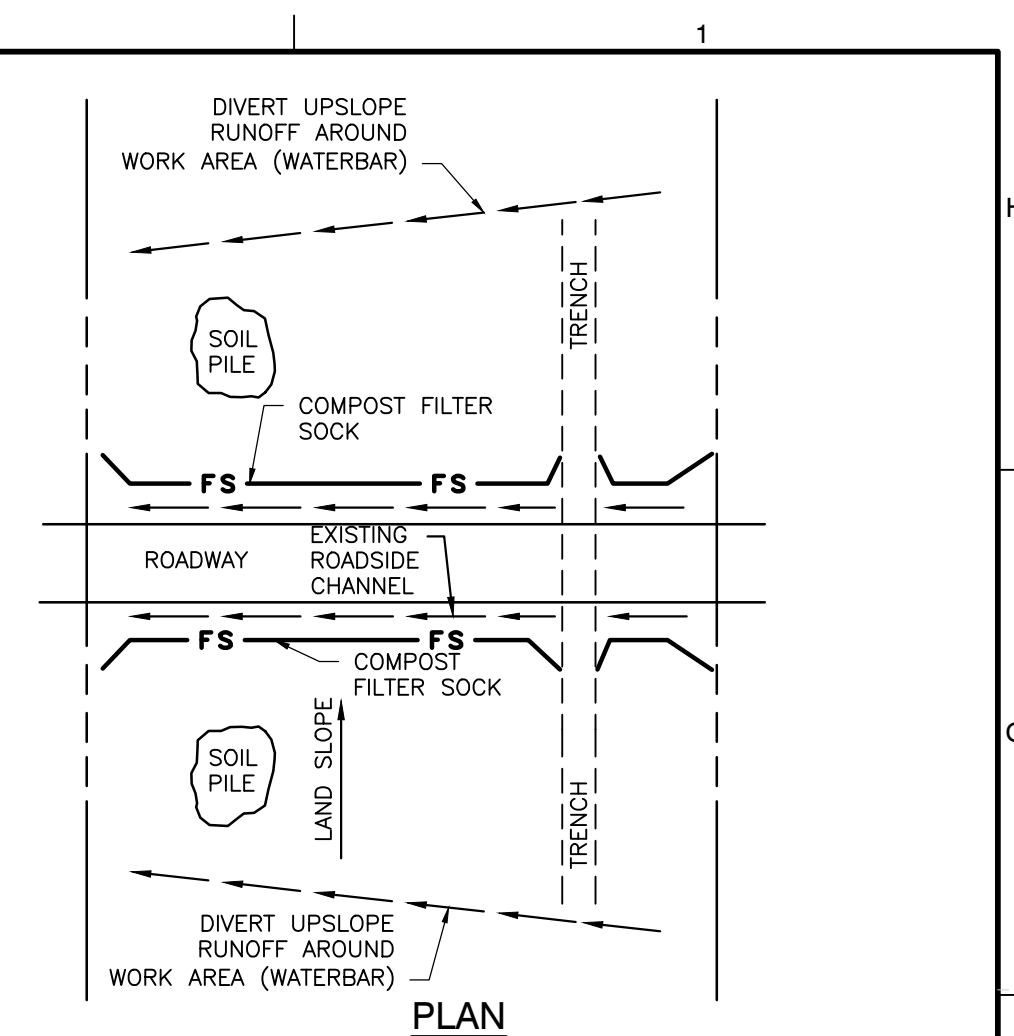 1
DIVERT UPSLOPE
RUNOFF AROUND
WORK AREA (WATERBAR)
H
TRENCH
SOIL
PILE
COMPOST FILTER
SOCK
FS
FS
ROADWAY
EXISTING
ROADSIDE
CHANNEL
FS
FS
COMPOST
FILTER SOCK
LAND SLOPE
SOIL
PILE
TRENCH
DIVERT UPSLOPE
RUNOFF AROUND
WORK AREA (WATERBAR)
PLAN